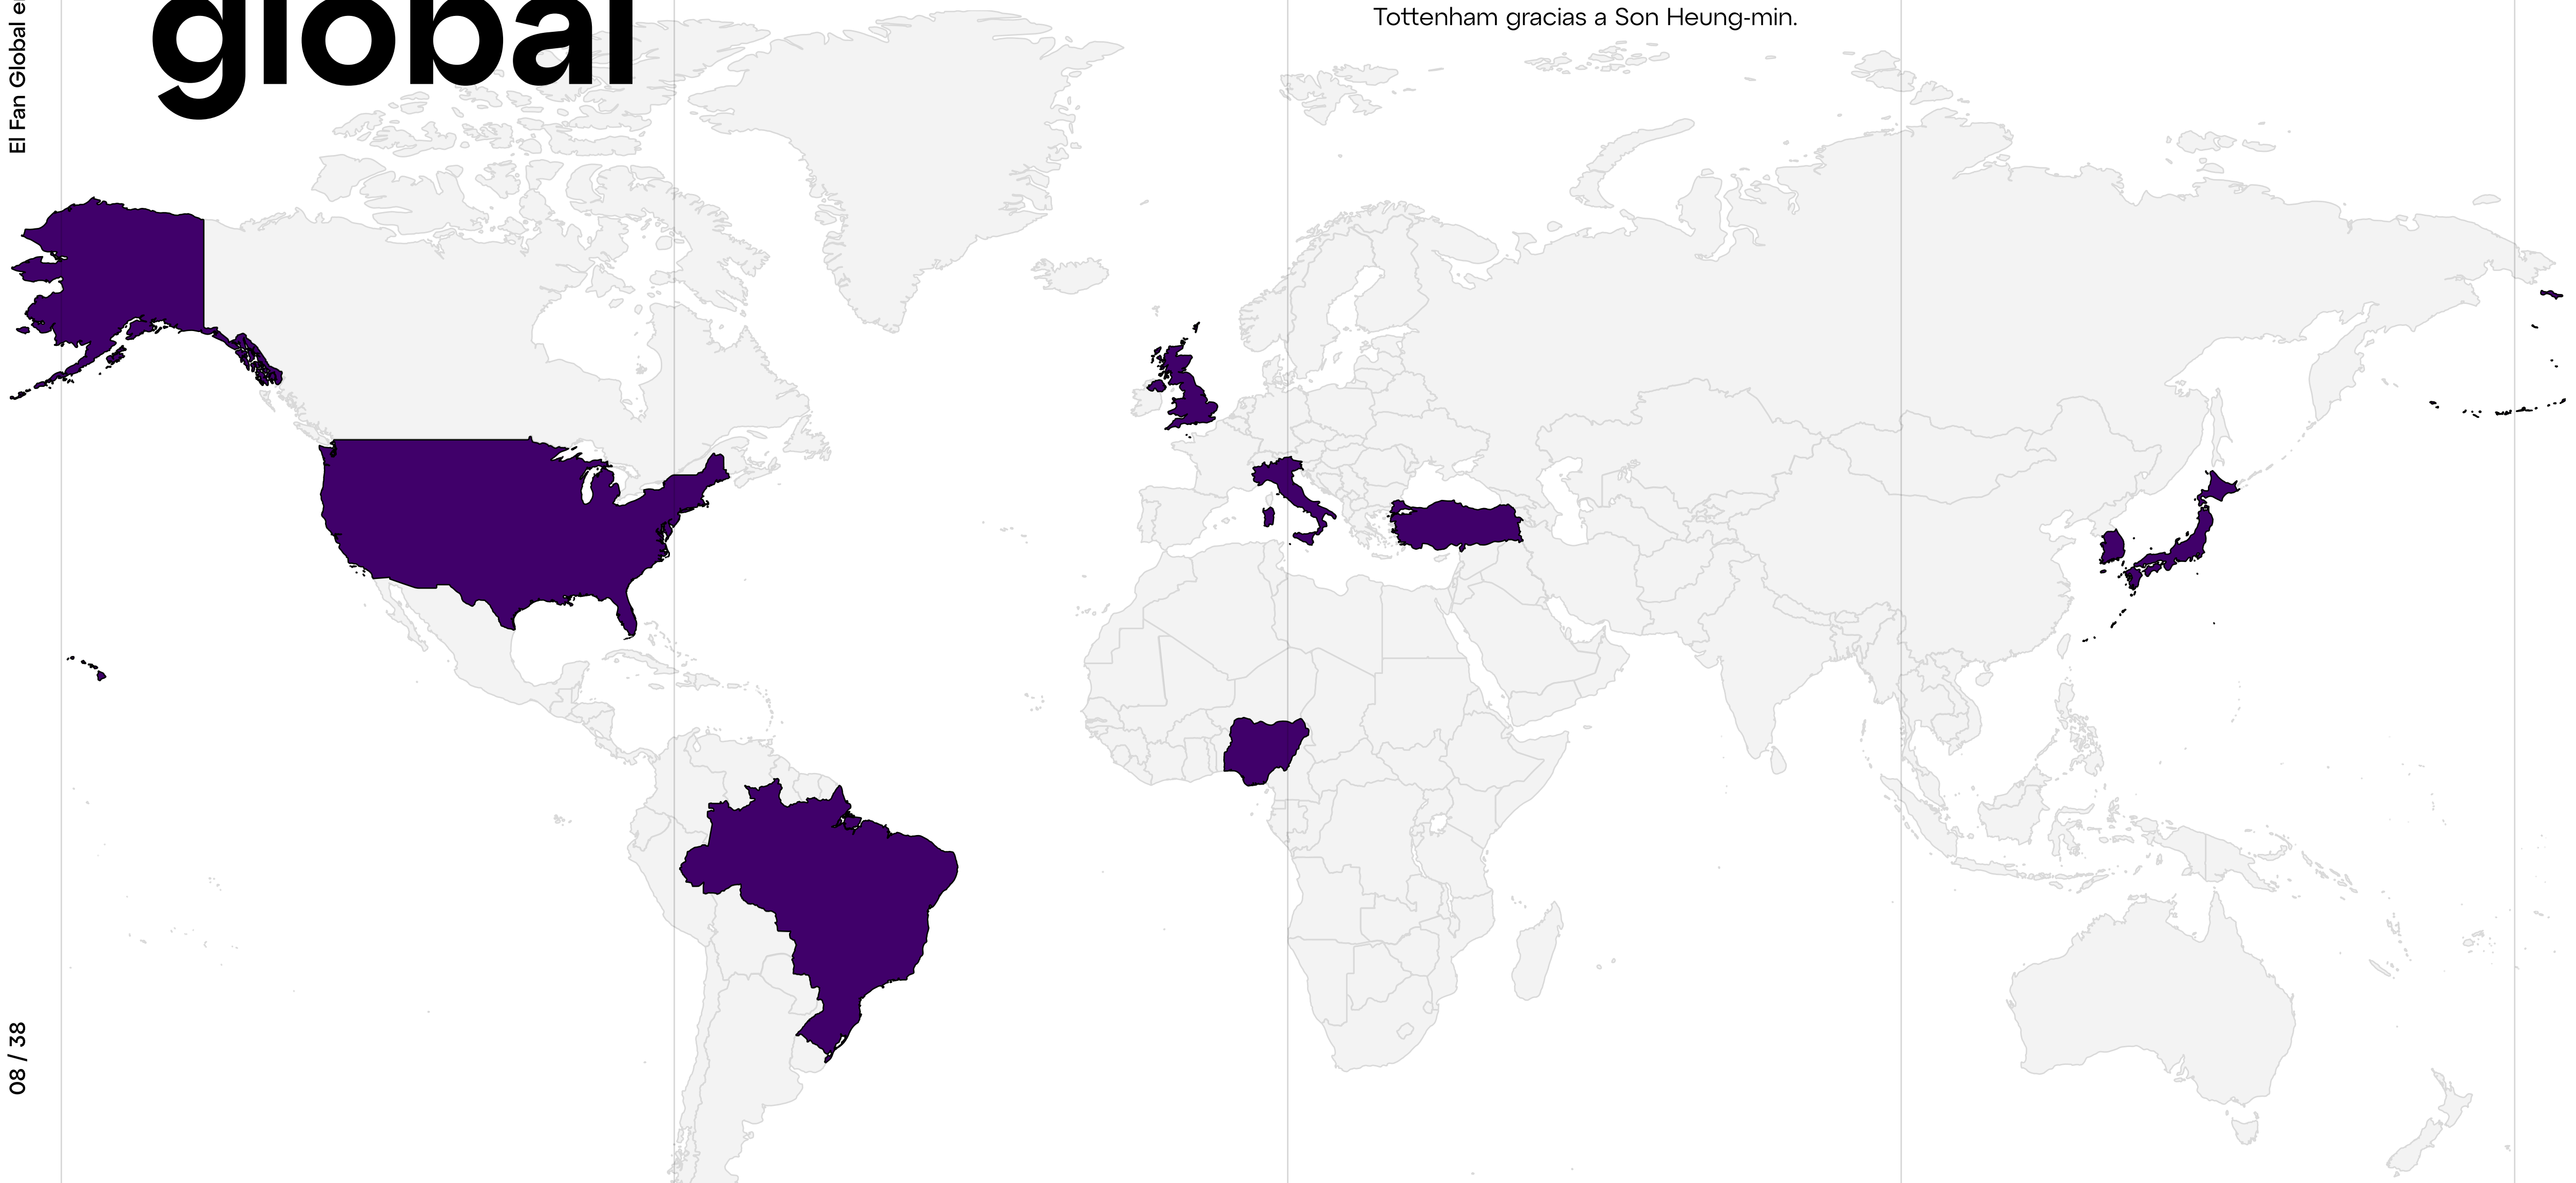 global
Tottenham gracias a Son Heung-min.
El Fan Global
08 / 38